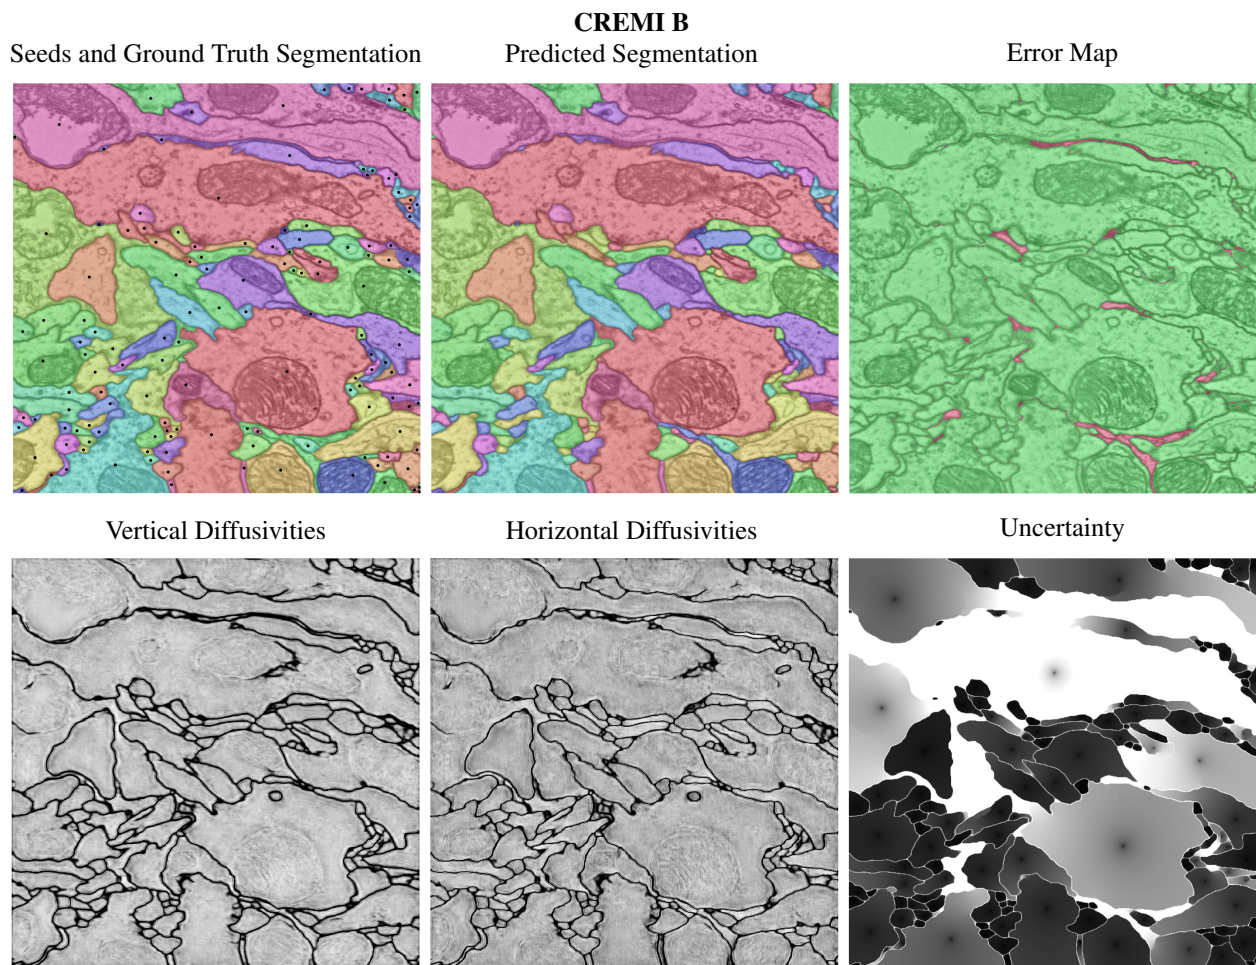 CREMI B
Seeds and Ground Truth Segmentation
Predicted Segmentation
Error Map
Vertical Diffusivities
Horizontal Diffusivities
Uncertainty